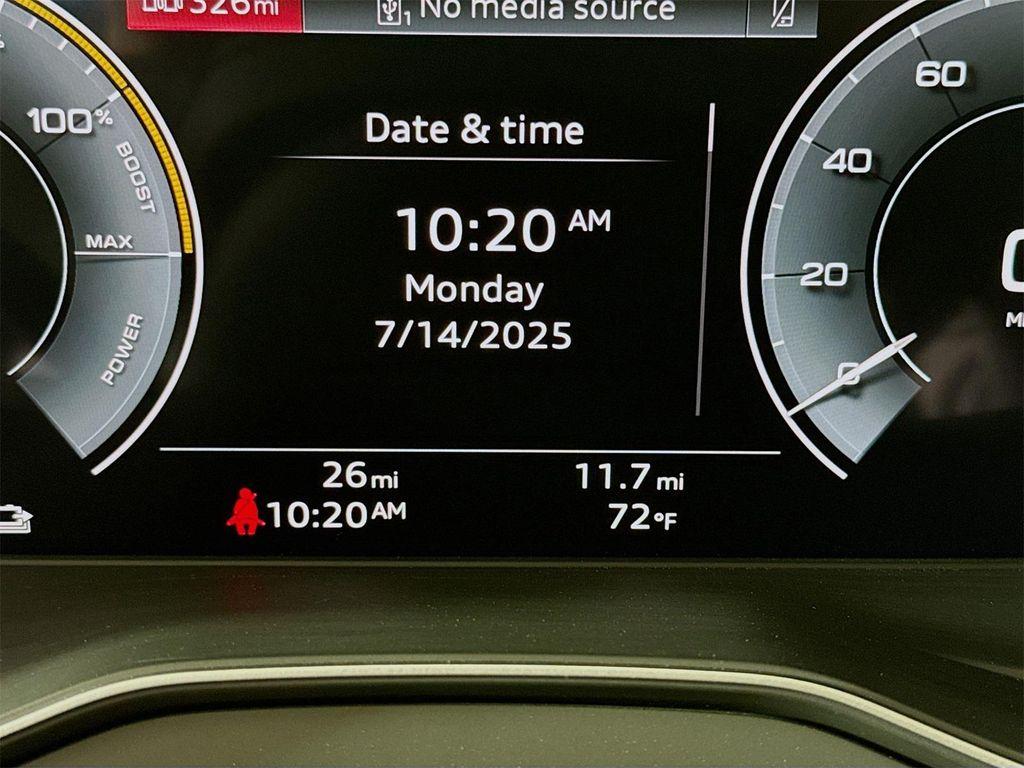 326mi
1 No media source
%
100%
BOOST
MAX
POWER
Date & time
10:20 AM
Monday
7/14/2025
60
40
20
0
26mi
11.7mi
10:20AM
72°F